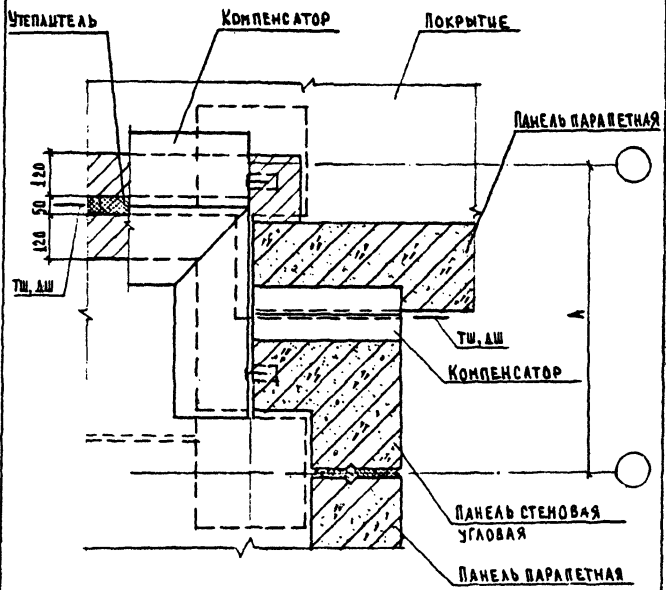 Утеплитель
Компенсатор
Покрытие
Панель парапетная
120
50
120
ТШ, ДШ
А
ТШ, ДШ
Компенсатор
Панель стеновая
угловая
Панель парапетная